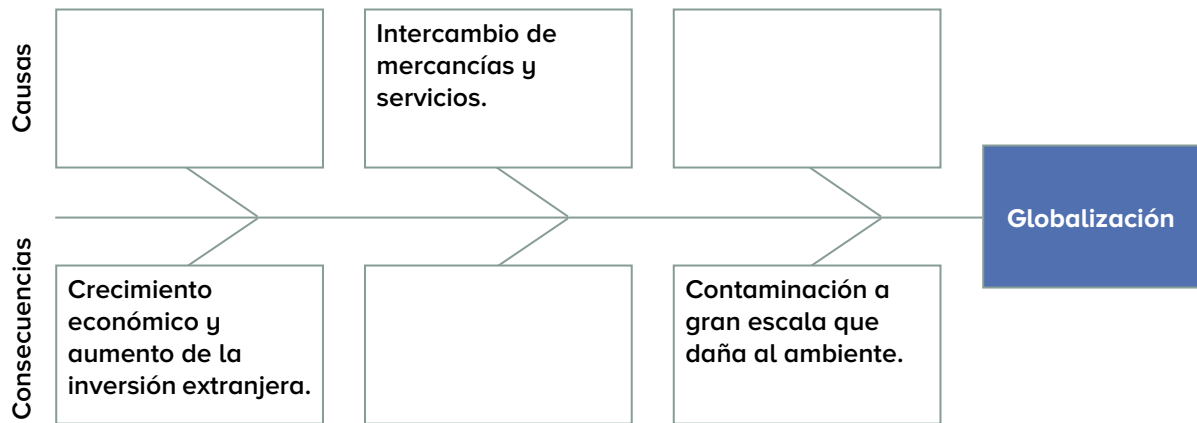 Causas
Intercambio de
mercancías y
servicios.
Globalización
Consecuencias
Crecimiento
económico y
aumento de la
inversión extranjera.
Contaminación a
gran escala que
daña al ambiente.